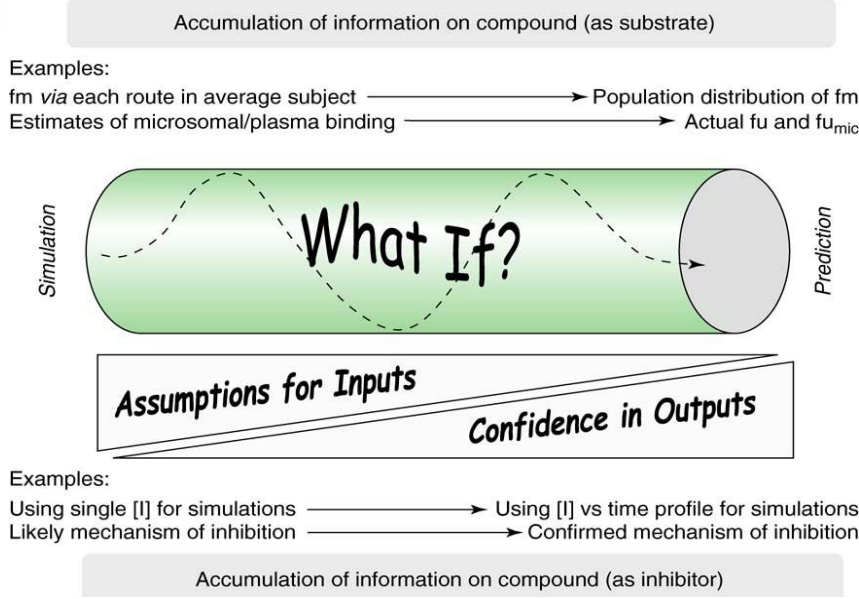 Accumulation of information on compound (as substrate)
Examples:
fm via each route in average subject Population distribution of fm
Estimates of microsomal/plasma binding Actual fu and fumic
Simulation
What If?
Prediction
Assumptions for Inputs
Confidence in Outputs
Examples:
Using single [I] for simulations Using [I] vs time profile for simulations
Likely mechanism of inhibition Confirmed mechanism of inhibition
Accumulation of information on compound (as inhibitor)